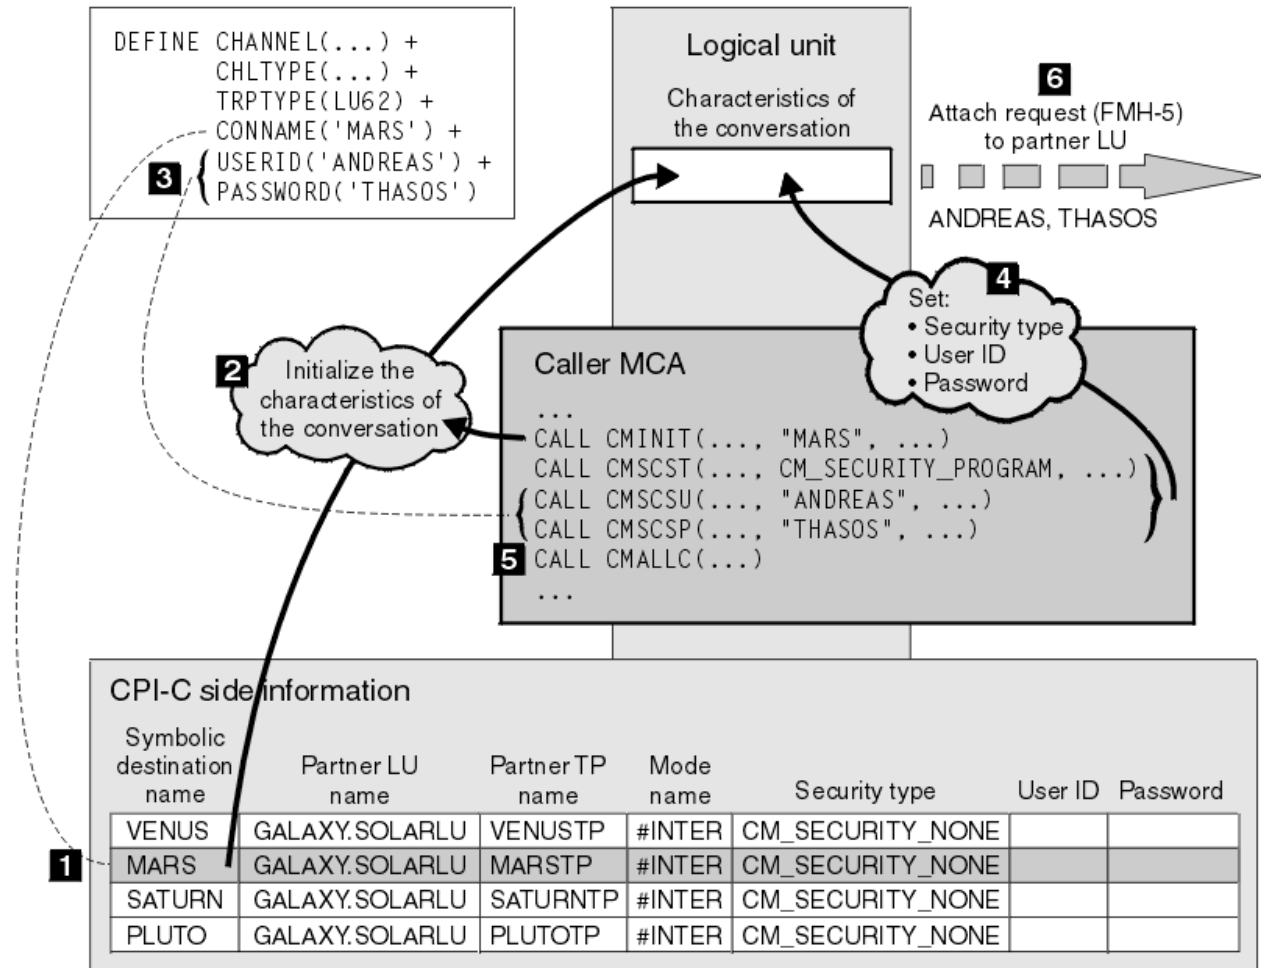 DEFINE CHANNEL(...) +
CHLTYPE(...) +
TRPTYPE(LU62) +
CONNAME('MARS') +
3
USERID('ANDREAS') +
PASSWORD('THASOS')
Logical unit
Characteristics of
the conversation
6
Attach request (FMH-5)
to partner LU
ANDREAS, THASOS
4
Set:
• Security type
• User ID
• Password
2
Initialize the
characteristics of
the conversation
Caller MCA
...
CALL CMINIT(..., "MARS", ...)
CALL CMSCST(..., CM_SECURITY_PROGRAM, ...)
CALL CMSCSU(..., "ANDREAS", ...)
CALL CMSCSP(..., "THASOS", ...)
5
CALL CMALLC(...)
...
CPI-C side information
Symbolic
destination
name
Partner LU
name
Partner TP
name
Mode
name
Security type
User ID
Password
VENUS GALAXY.SOLARLU VENUSTP #INTER CM_SECURITY_NONE
1
MARS GALAXY.SOLARLU MARSTP #INTER CM_SECURITY_NONE
SATURN GALAXY.SOLARLU SATURNTP #INTER CM_SECURITY_NONE
PLUTO GALAXY.SOLARLU PLUTOTP #INTER CM_SECURITY_NONE